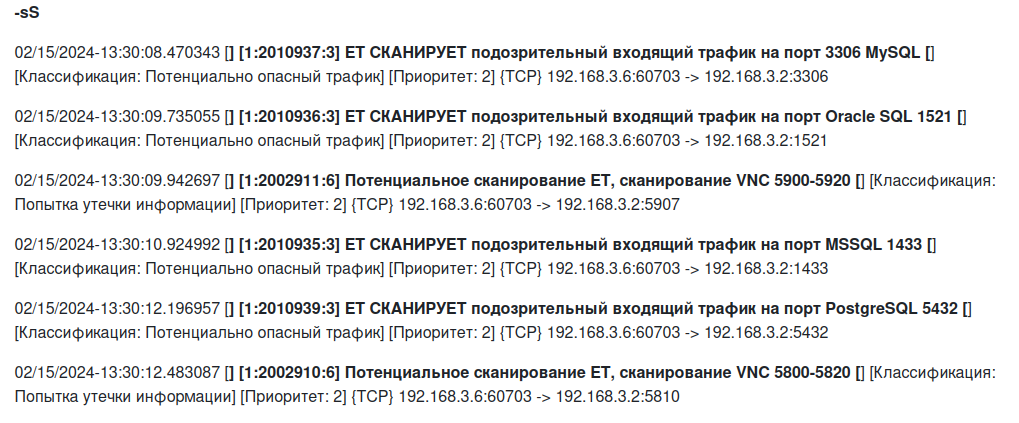 -sS
02/15/2024-13:30:08.470343 [] [1:2010937:3] ET СКАНИРУЕТ подозрительный входящий трафик на порт 3306 MySQL []
[Классификация: Потенциально опасный трафик] [Приоритет: 2] {TCP} 192.168.3.6:60703 -> 192.168.3.2:3306
02/15/2024-13:30:09.735055 [] [1:2010936:3] ET СКАНИРУЕТ подозрительный входящий трафик на порт Oracle SQL 1521 []
[Классификация: Потенциально опасный трафик] [Приоритет: 2] {TCP} 192.168.3.6:60703 -> 192.168.3.2:1521
02/15/2024-13:30:09.942697 [] [1:2002911:6] Потенциальное сканирование ET, сканирование VNC 5900-5920 [] [Классификация:
Попытка утечки информации] [Приоритет: 2] {TCP} 192.168.3.6:60703 -> 192.168.3.2:5907
02/15/2024-13:30:10.924992 [] [1:2010935:3] ET СКАНИРУЕТ подозрительный входящий трафик на порт MSSQL 1433 []
[Классификация: Потенциально опасный трафик] [Приоритет: 2] {TCP} 192.168.3.6:60703 -> 192.168.3.2:1433
02/15/2024-13:30:12.196957 [] [1:2010939:3] ET СКАНИРУЕТ подозрительный входящий трафик на порт PostgreSQL 5432 []
[Классификация: Потенциально опасный трафик] [Приоритет: 2] {TCP} 192.168.3.6:60703 -> 192.168.3.2:5432
02/15/2024-13:30:12.483087 [] [1:2002910:6] Потенциальное сканирование ET, сканирование VNC 5800-5820 [] [Классификация:
Попытка утечки информации] [Приоритет: 2] {TCP} 192.168.3.6:60703 -> 192.168.3.2:5810